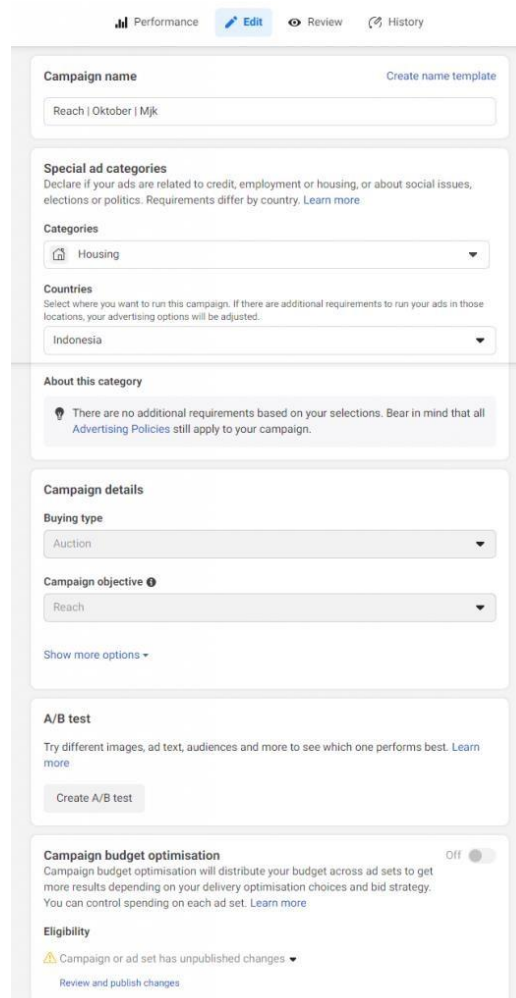 Performance Edit Review History
Campaign name Create name template
Reach | Oktober | Mjk
Special ad categories
Declare if your ads are related to credit, employment or housing, or about social issues,
elections or politics. Requirements differ by country. Learn more
Categories
Housing
Countries
Select where you want to run this campaign. If there are additional requirements to run your ads in those
locations, your advertising options will be adjusted.
Indonesia
About this category
There are no additional requirements based on your selections. Bear in mind that all
Advertising Policies still apply to your campaign.
Campaign details
Buying type
Auction
Campaign objective
Reach
Show more options
A/B test
Try different images, ad text, audiences and more to see which one performs best. Learn
more
Create A/B test
Campaign budget optimisation Off
Campaign budget optimisation will distribute your budget across ad sets to get
more results depending on your delivery optimisation choices and bid strategy.
You can control spending on each ad set. Learn more
Eligibility
Campaign or ad set has unpublished changes
Review and publish changes